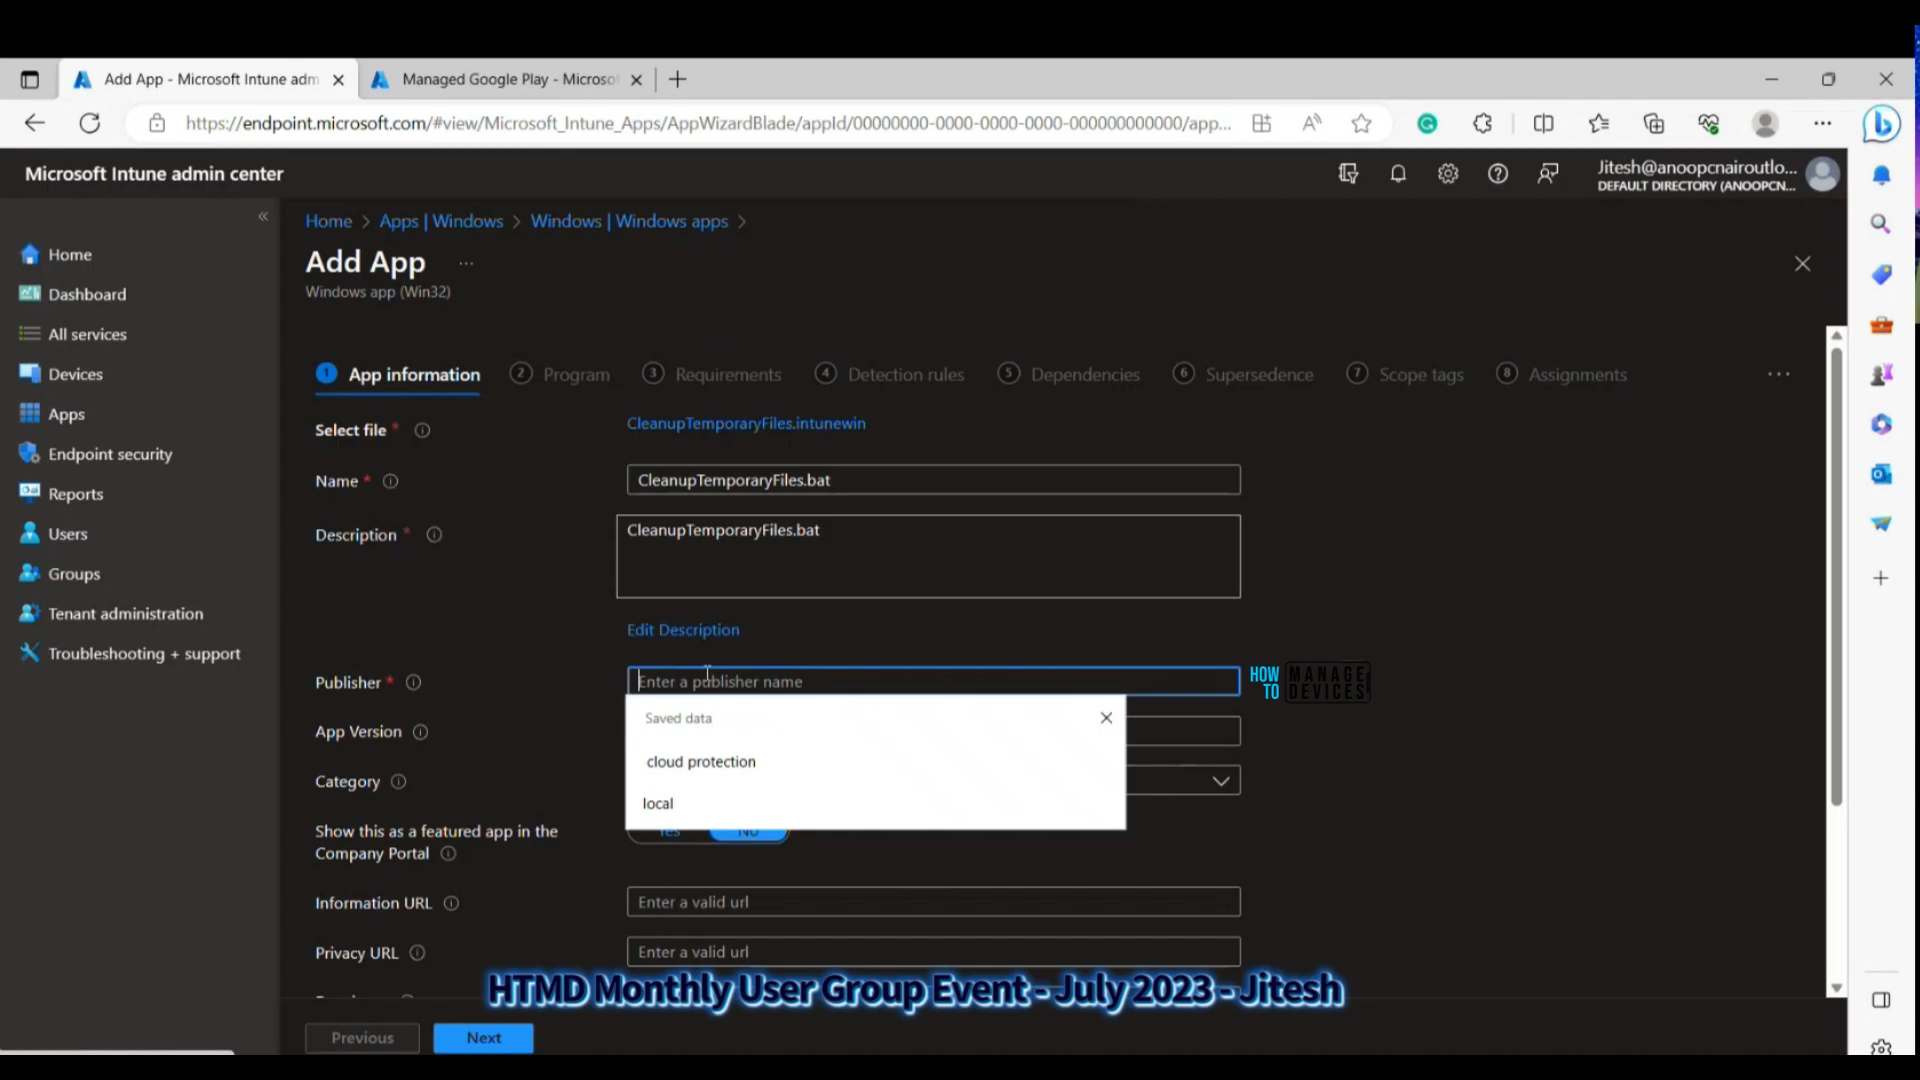 Add App - Microsoft Intune adm
Managed Google Play - Microsof
https://endpoint.microsoft.com/#view/Microsoft_Intune_Apps/AppWizardBlade/appId/00000000-0000-0000-0000-000000000000/app...
Microsoft Intune admin center
Jitesh@anoopcnairoutlo...
DEFAULT DIRECTORY (ANOOPCN...
Home
Dashboard
All services
Devices
Apps
Endpoint security
Reports
Users
Groups
Tenant administration
Troubleshooting + support
Home > Apps | Windows > Windows | Windows apps >
Add App ...
Windows app (Win32)
1 App information 2 Program 3 Requirements 4 Detection rules 5 Dependencies 6 Supersedence 7 Scope tags 8 Assignments ...
Select file * CleanupTemporaryFiles.intunewin
Name * CleanupTemporaryFiles.bat
Description * CleanupTemporaryFiles.bat
Edit Description
Publisher * Enter a publisher name
HOW TO MANAGE DEVICES
Saved data
cloud protection
local
App Version
Category
Show this as a featured app in the Company Portal
Yes No
Information URL Enter a valid url
Privacy URL Enter a valid url
HTMD Monthly User Group Event - July 2023 - Jitesh
Previous Next